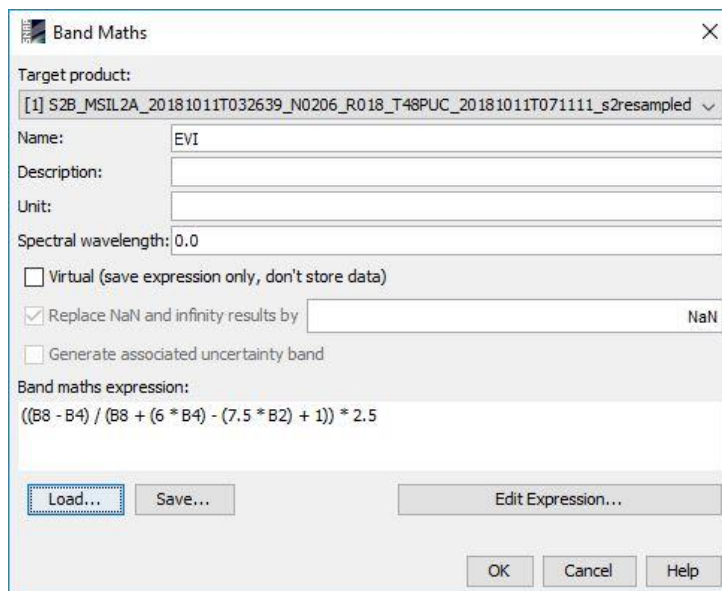 Band Maths
Target product:
[1] S2B_MSIL2A_20181011T032639_N0206_R018_T48PUC_20181011T071111_s2resampled
Name: EVI
Description:
Unit:
Spectral wavelength: 0.0
Virtual (save expression only, don't store data)
Replace NaN and infinity results by NaN
Generate associated uncertainty band
Band maths expression:
((B8 - B4) / (B8 + (6 * B4) - (7.5 * B2) + 1)) * 2.5
Load... Save... Edit Expression...
OK Cancel Help